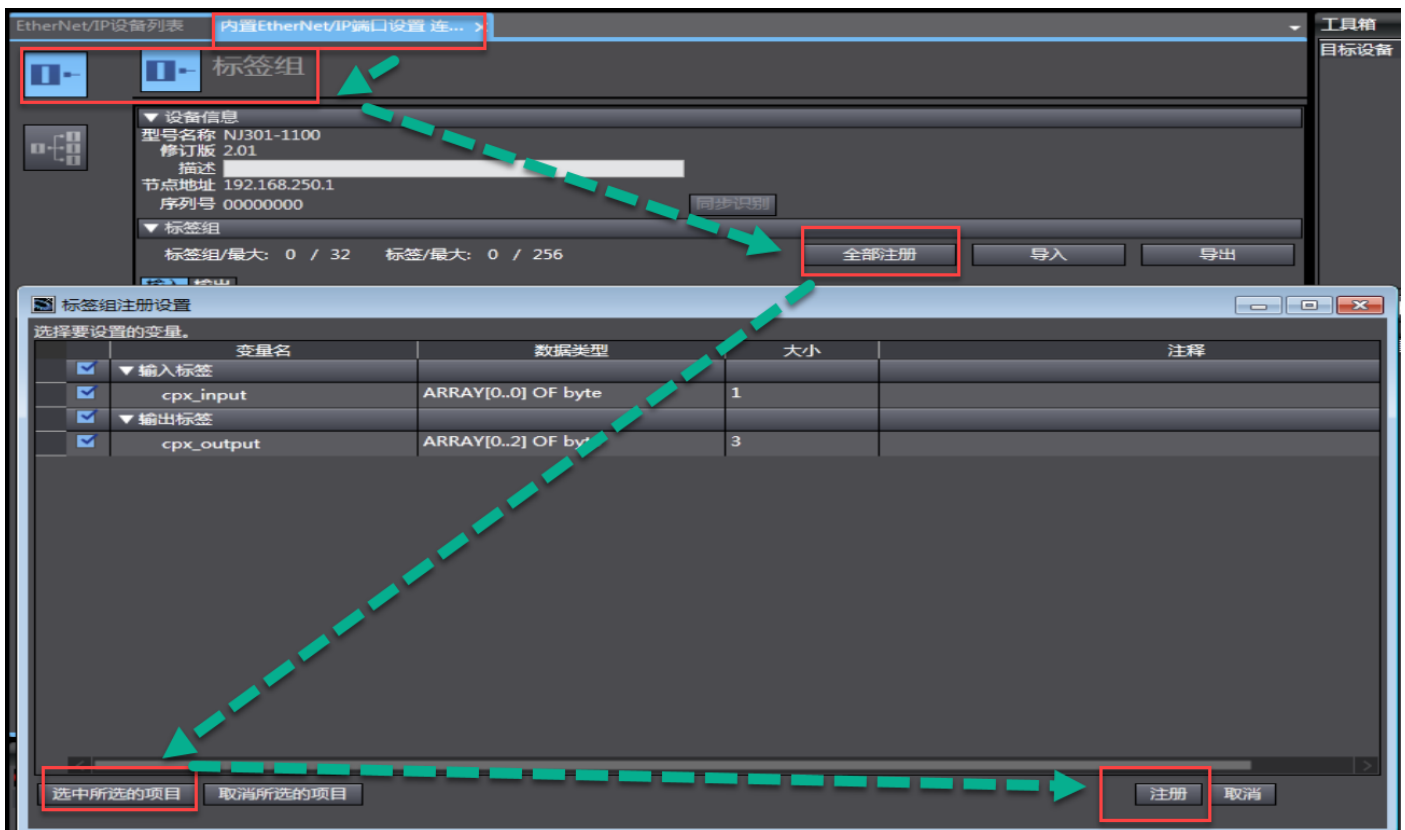 EtherNet/IP设备列表 内置EtherNet/IP端口设置 连... ×
工具箱
目标设备
标签组
▼ 设备信息
型号名称 NJ301-1100
修订版 2.01
描述
节点地址 192.168.250.1
序列号 00000000
同步识别
▼ 标签组
标签组/最大: 0 / 32 标签/最大: 0 / 256 全部注册 导入 导出
输入 输出
标签组注册设置
选择要设置的变量。
变量名 数据类型 大小 注释
▼ 输入标签
cpx_input ARRAY[0..0] OF byte 1
▼ 输出标签
cpx_output ARRAY[0..2] OF byte 3
选中所选的项目 取消所选的项目 注册 取消